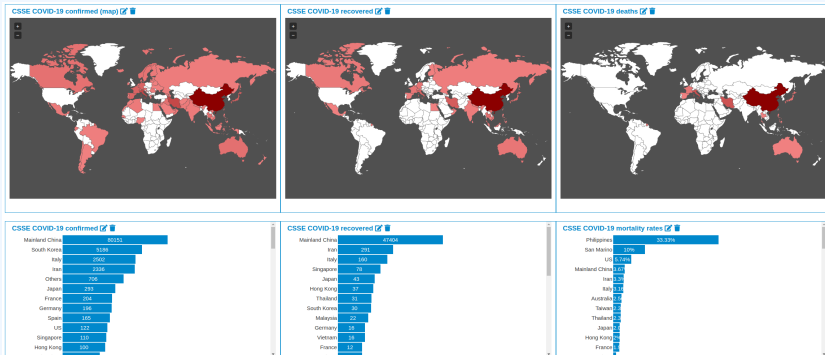 CSSE COVID-19 confirmed (map)
CSSE COVID-19 recovered
CSSE COVID-19 deaths
+
-
+
-
+
-
CSSE COVID-19 confirmed
Mainland China 80151
South Korea 5186
Italy 2502
Iran 2336
Others 706
Japan 293
France 204
Germany 196
Spain 165
US 122
Singapore 110
Hong Kong 100
CSSE COVID-19 recovered
Mainland China 47404
Iran 291
Italy 160
Singapore 78
Japan 43
Hong Kong 37
Thailand 31
South Korea 30
Malaysia 22
Germany 16
Vietnam 16
France 12
CSSE COVID-19 mortality rates
Philippines 33.33%
San Marino 10%
US 5.74%
Mainland China
Iran
Italy
Australia
Taiwan
Thailand
Japan
Hong Kong
France